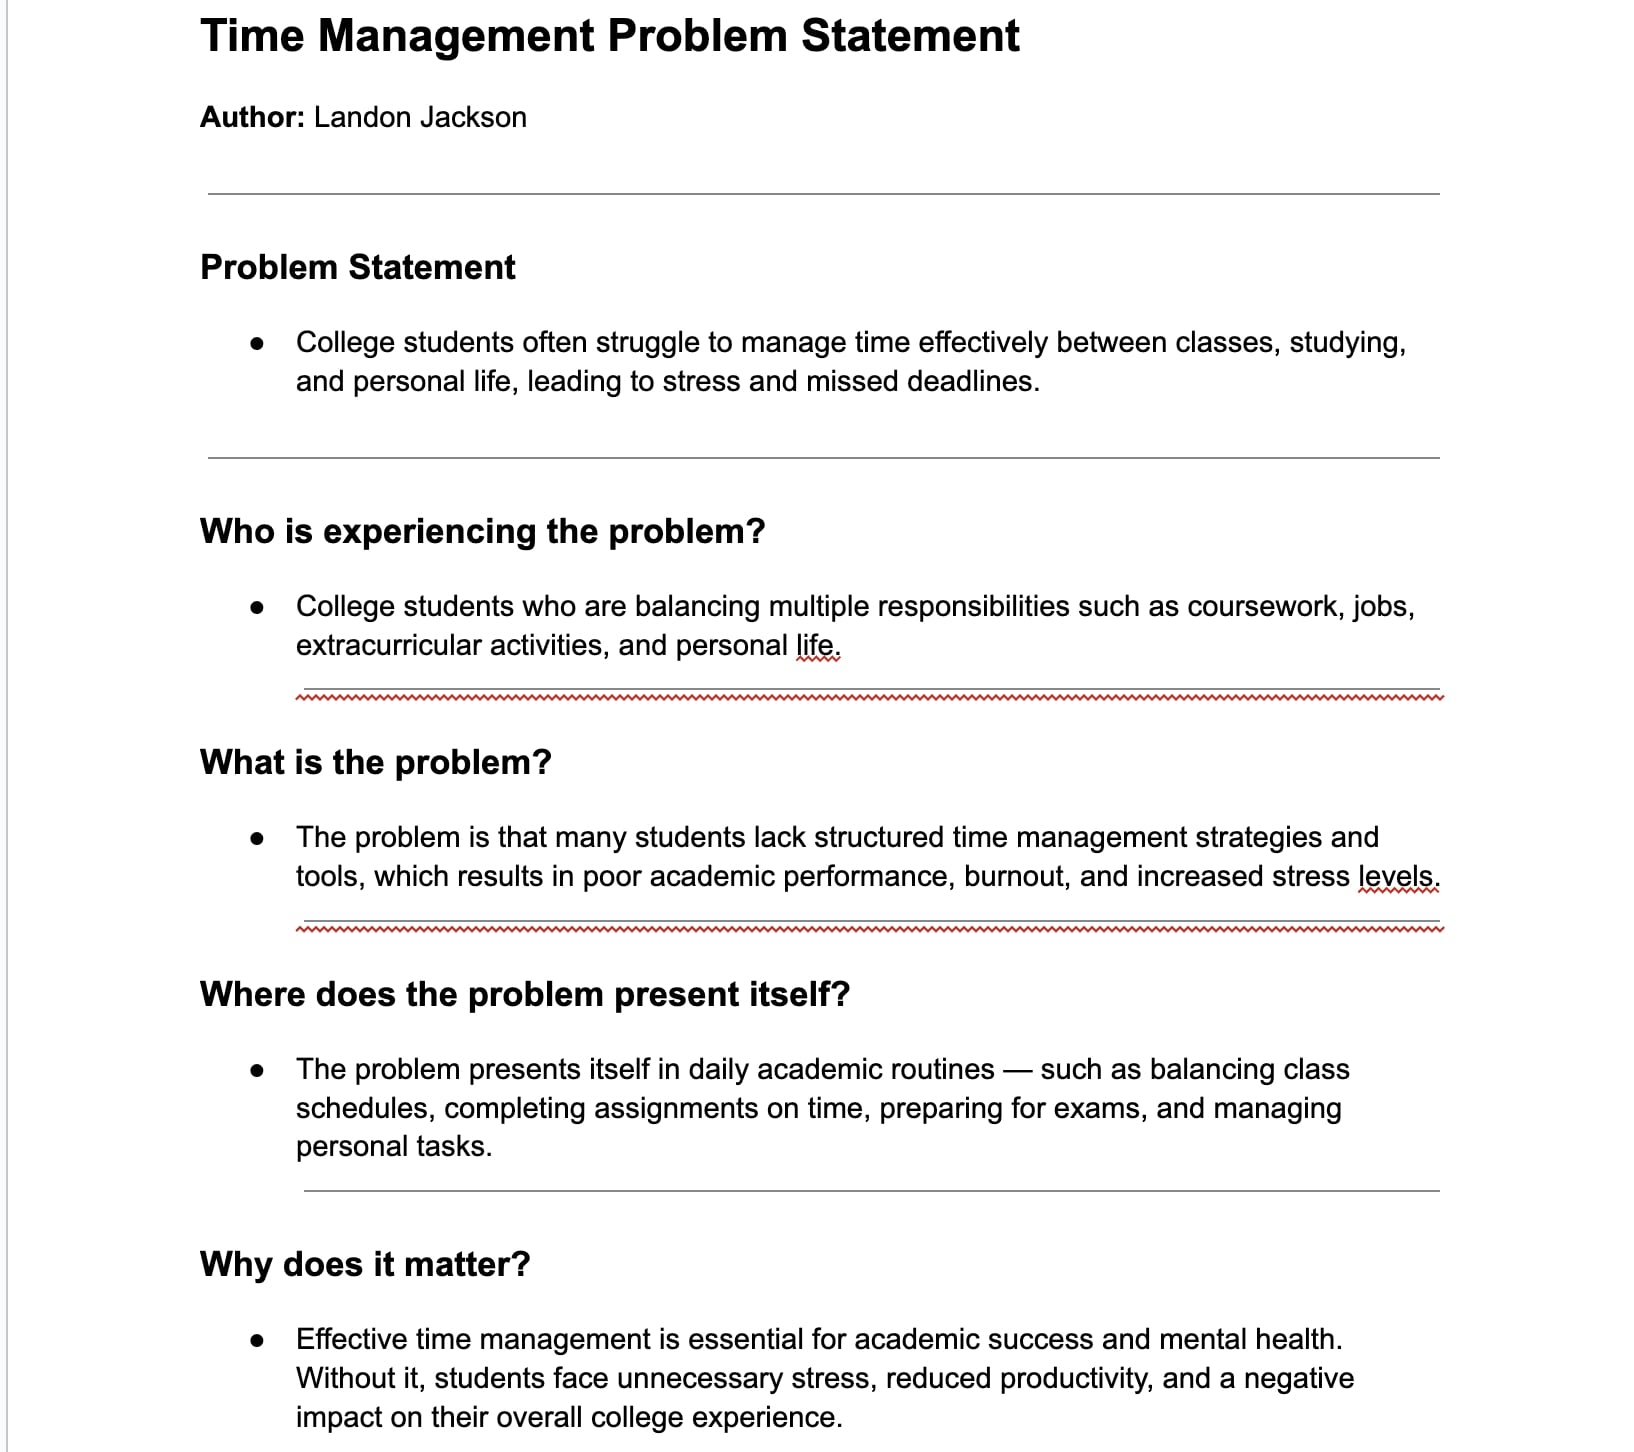 Time Management Problem Statement
Author: Landon Jackson
Problem Statement
● College students often struggle to manage time effectively between classes, studying,
and personal life, leading to stress and missed deadlines.
Who is experiencing the problem?
● College students who are balancing multiple responsibilities such as coursework, jobs,
extracurricular activities, and personal life.
What is the problem?
● The problem is that many students lack structured time management strategies and
tools, which results in poor academic performance, burnout, and increased stress levels.
Where does the problem present itself?
● The problem presents itself in daily academic routines — such as balancing class
schedules, completing assignments on time, preparing for exams, and managing
personal tasks.
Why does it matter?
● Effective time management is essential for academic success and mental health.
Without it, students face unnecessary stress, reduced productivity, and a negative
impact on their overall college experience.